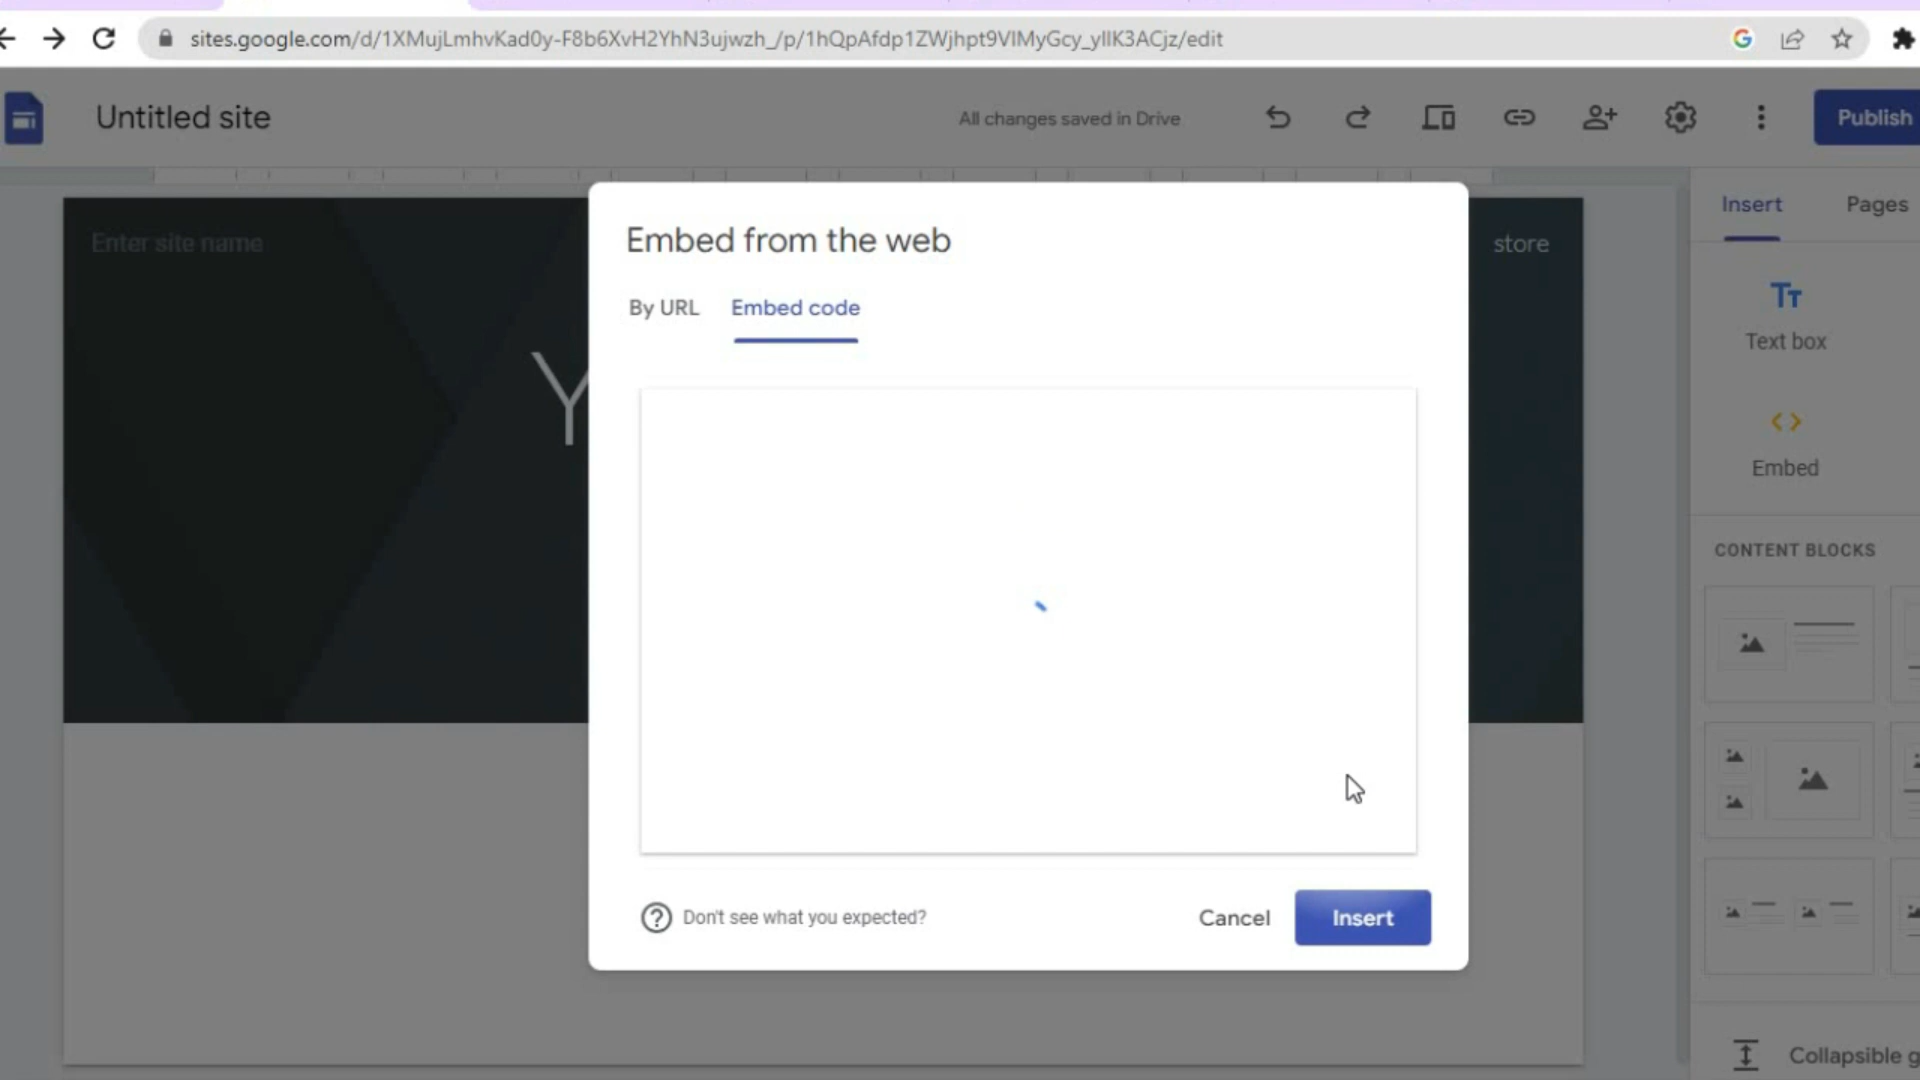 sites.google.com/d/1XMujLmhvKad0y-F8b6XvH2YhN3ujwzh_/p/1hQpAfdp1ZWjhpt9VIMyGcy_yIIK3ACjz/edit
Untitled site
All changes saved in Drive
Publish
Enter site name
store
Y
Embed from the web
By URL
Embed code
Don't see what you expected?
Cancel
Insert
Insert
Pages
Text box
Embed
CONTENT BLOCKS
Collapsible g